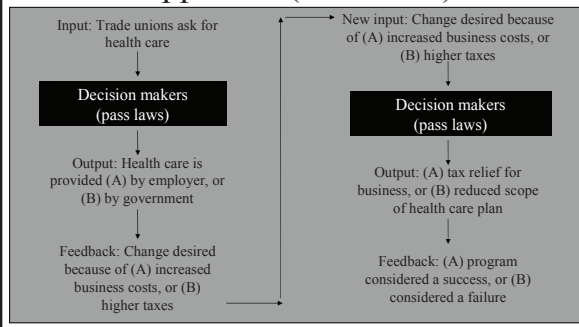 Input: Trade unions ask for
health care
Decision makers
(pass laws)
Output: Health care is
provided (A) by employer, or
(B) by government
Feedback: Change desired
because of (A) increased
business costs, or (B)
higher taxes
New input: Change desired because
of (A) increased business costs, or
(B) higher taxes
Decision makers
(pass laws)
Output: (A) tax relief for
business, or (B) reduced scope
of health care plan
Feedback: (A) program
considered a success, or (B)
considered a failure